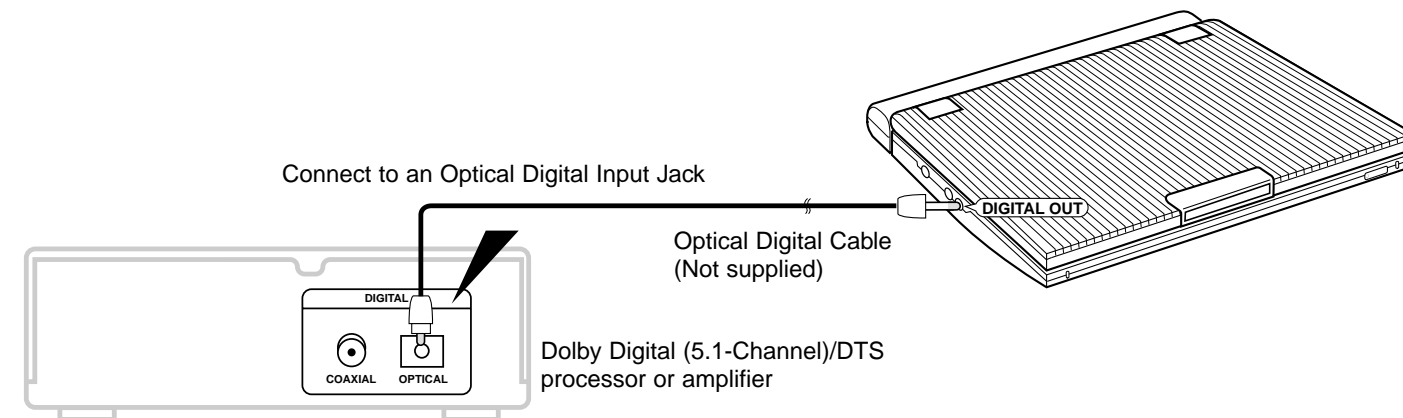 Connect to an Optical Digital Input Jack
DIGITAL OUT
Optical Digital Cable
(Not supplied)
DIGITAL
COAXIAL
OPTICAL
Dolby Digital (5.1-Channel)/DTS
processor or amplifier